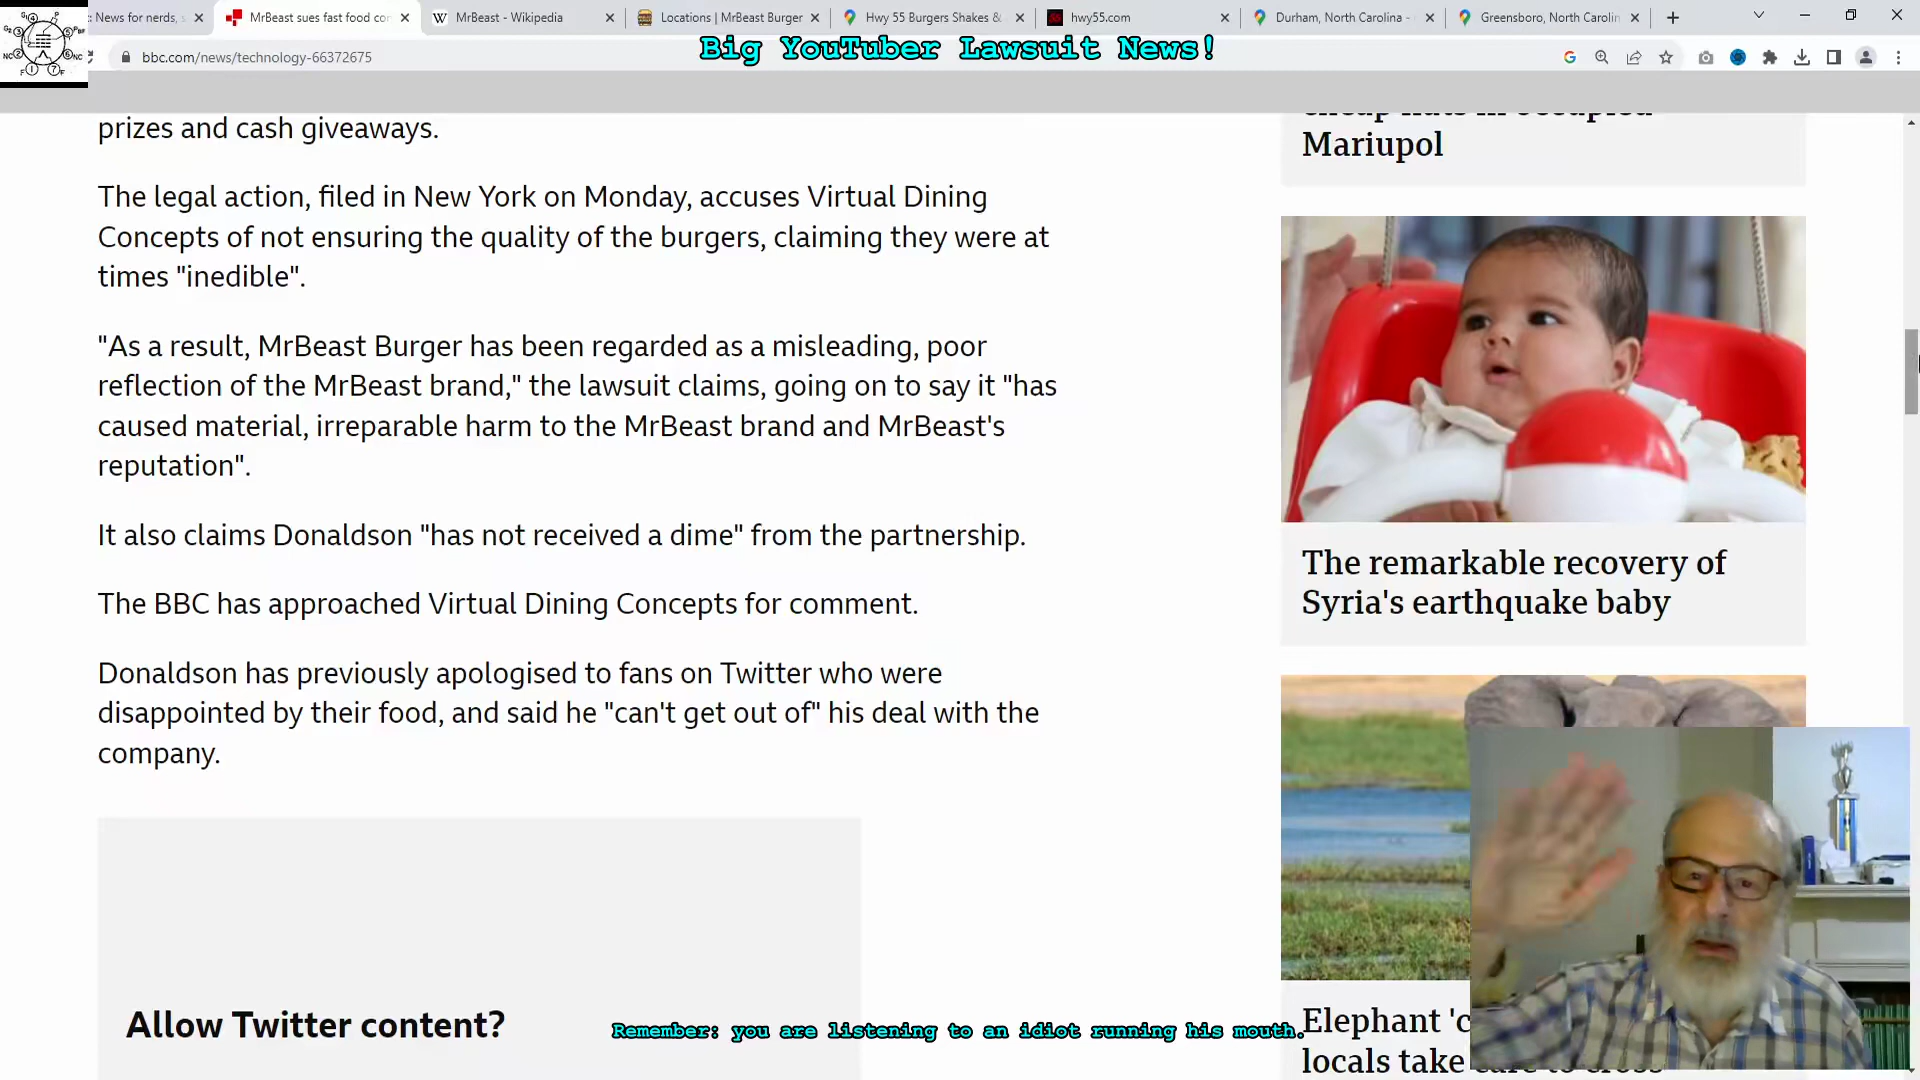 : News for nerds, s
MrBeast sues fast food con
MrBeast - Wikipedia
Locations | MrBeast Burger
Hwy 55 Burgers Shakes &
hwy55.com
Durham, North Carolina -
Greensboro, North Carolin
Big YouTuber Lawsuit News!
bbc.com/news/technology-66372675
prizes and cash giveaways.
The legal action, filed in New York on Monday, accuses Virtual Dining
Concepts of not ensuring the quality of the burgers, claiming they were at
times "inedible".
"As a result, MrBeast Burger has been regarded as a misleading, poor
reflection of the MrBeast brand," the lawsuit claims, going on to say it "has
caused material, irreparable harm to the MrBeast brand and MrBeast's
reputation".
It also claims Donaldson "has not received a dime" from the partnership.
The BBC has approached Virtual Dining Concepts for comment.
Donaldson has previously apologised to fans on Twitter who were
disappointed by their food, and said he "can't get out of" his deal with the
company.
Allow Twitter content?
Mariupol
The remarkable recovery of
Syria's earthquake baby
Elephant 'c
locals take
Remember: you are listening to an idiot running his mouth.